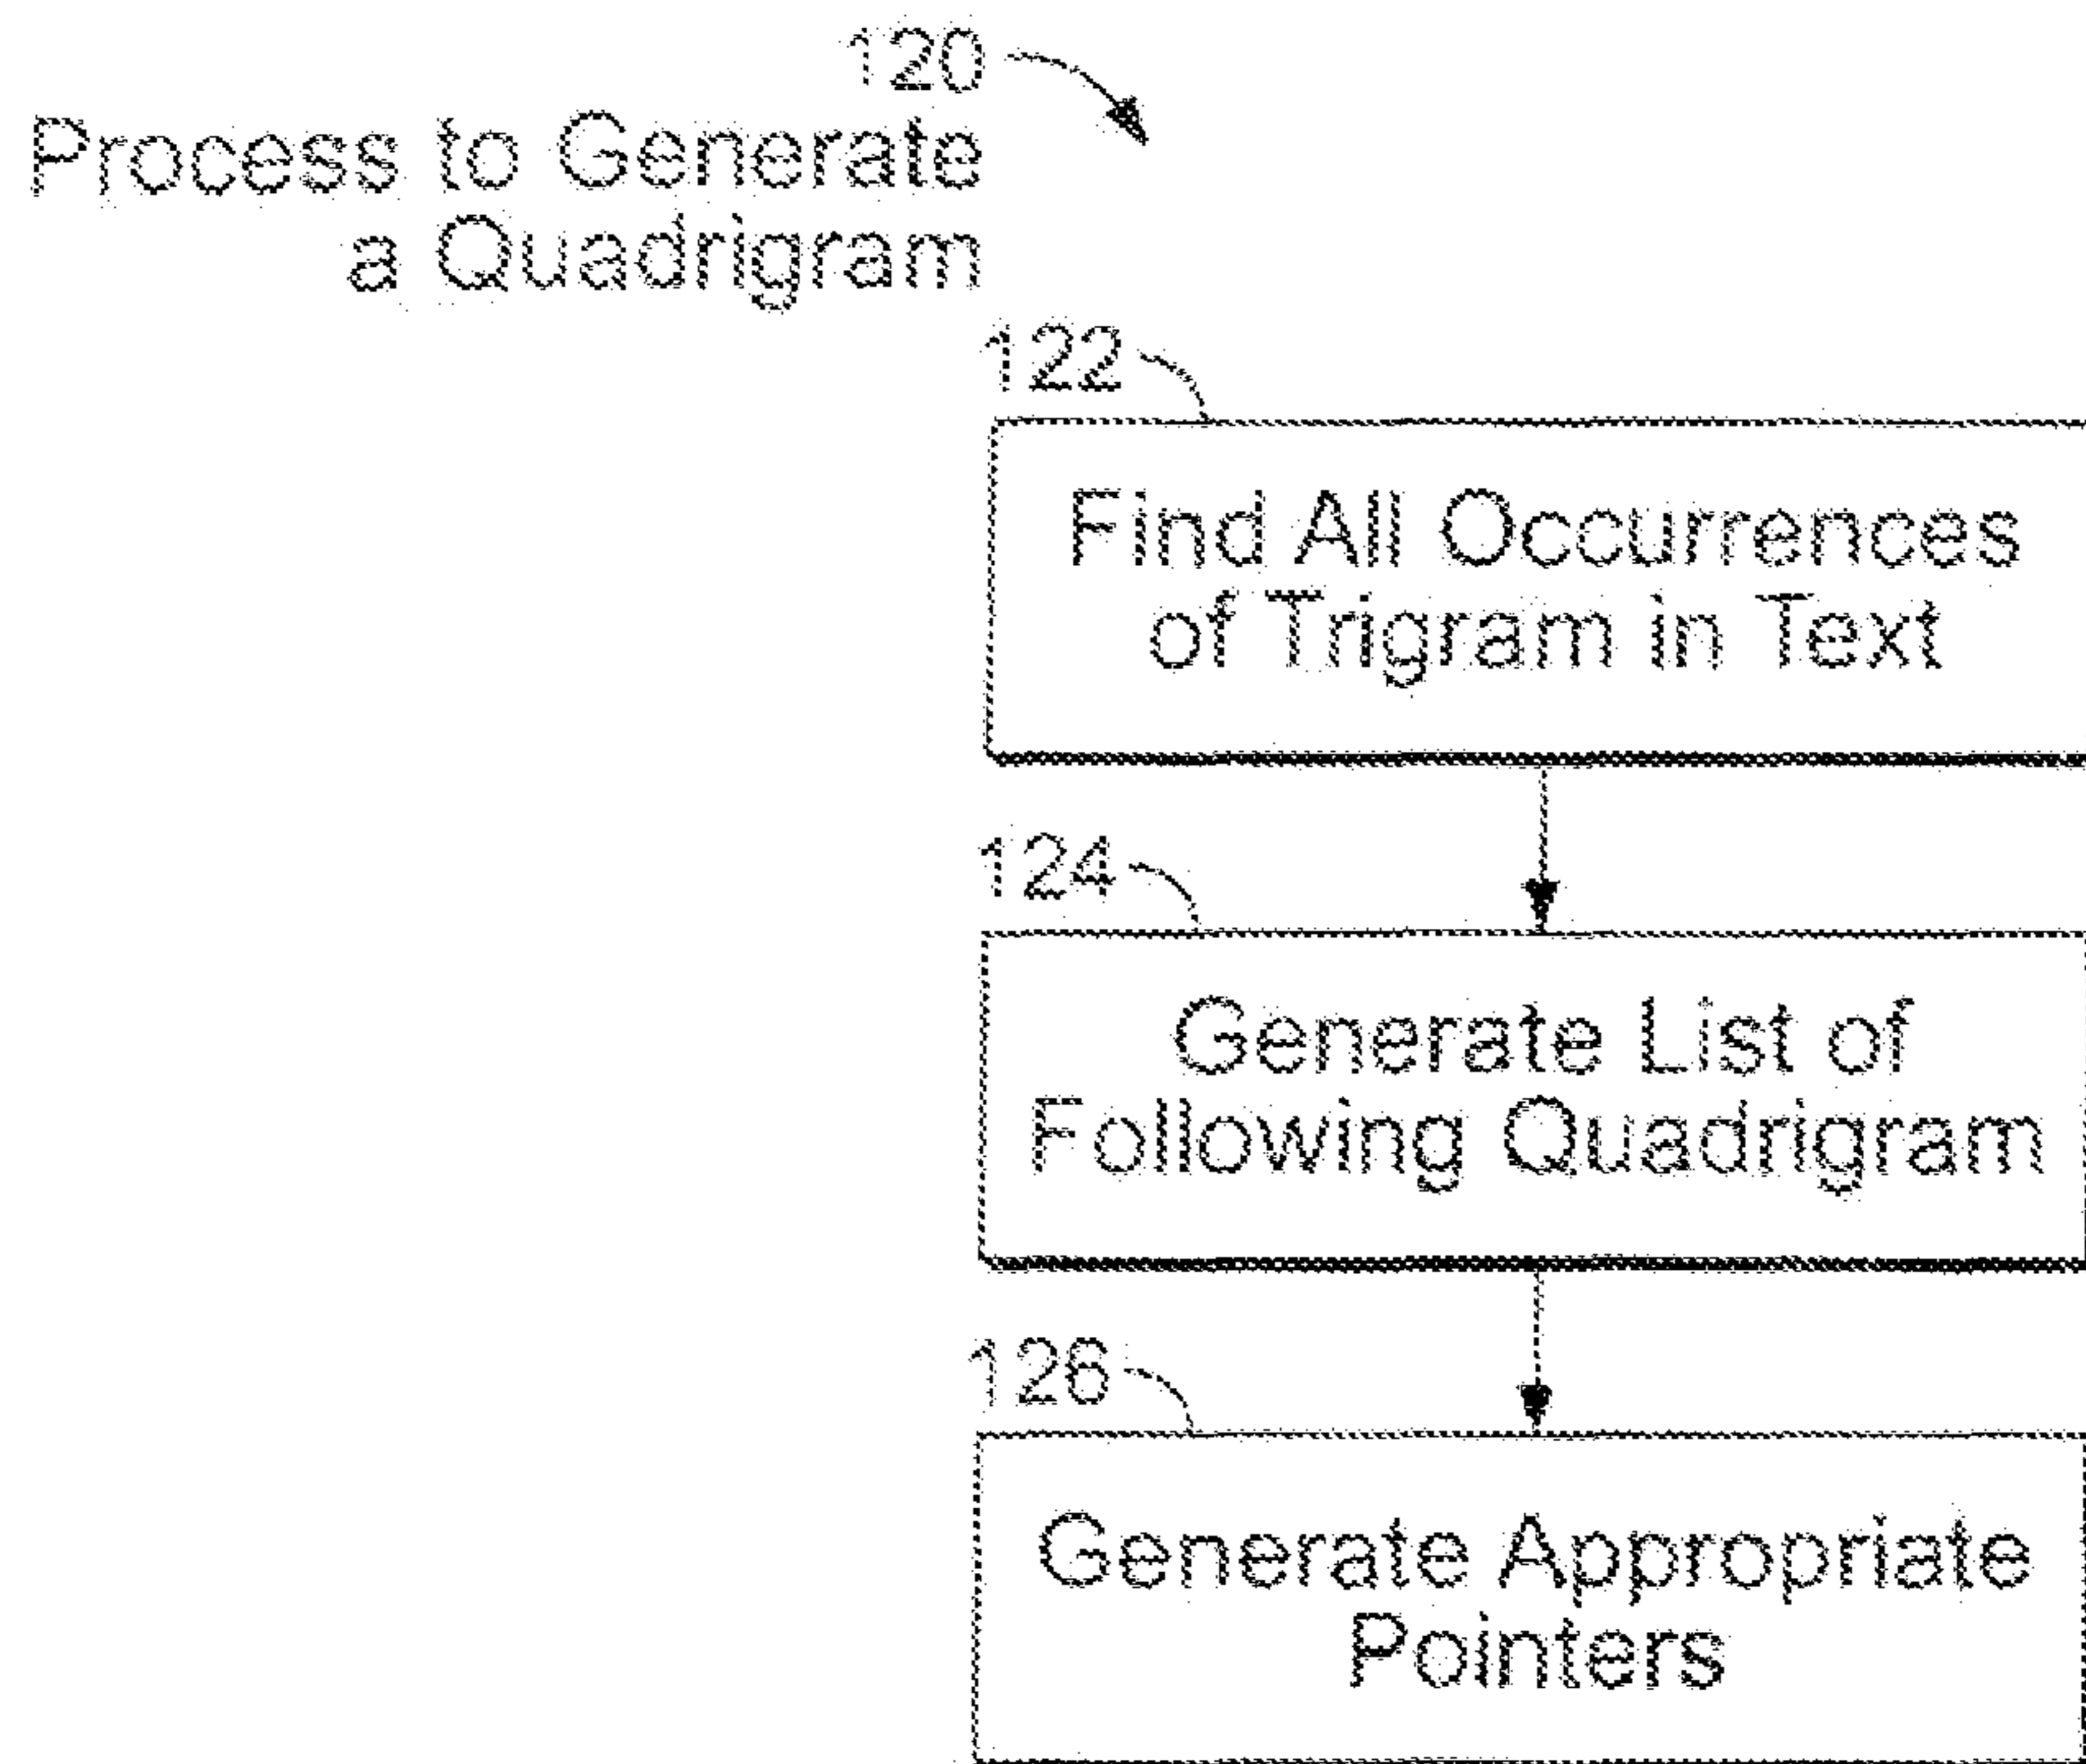 120
Process to Generate
a Quadrigram
122
Find All Occurrences
of Trigram in Text
124
Generate List of
Following Quadrigram
126
Generate Appropriate
Pointers